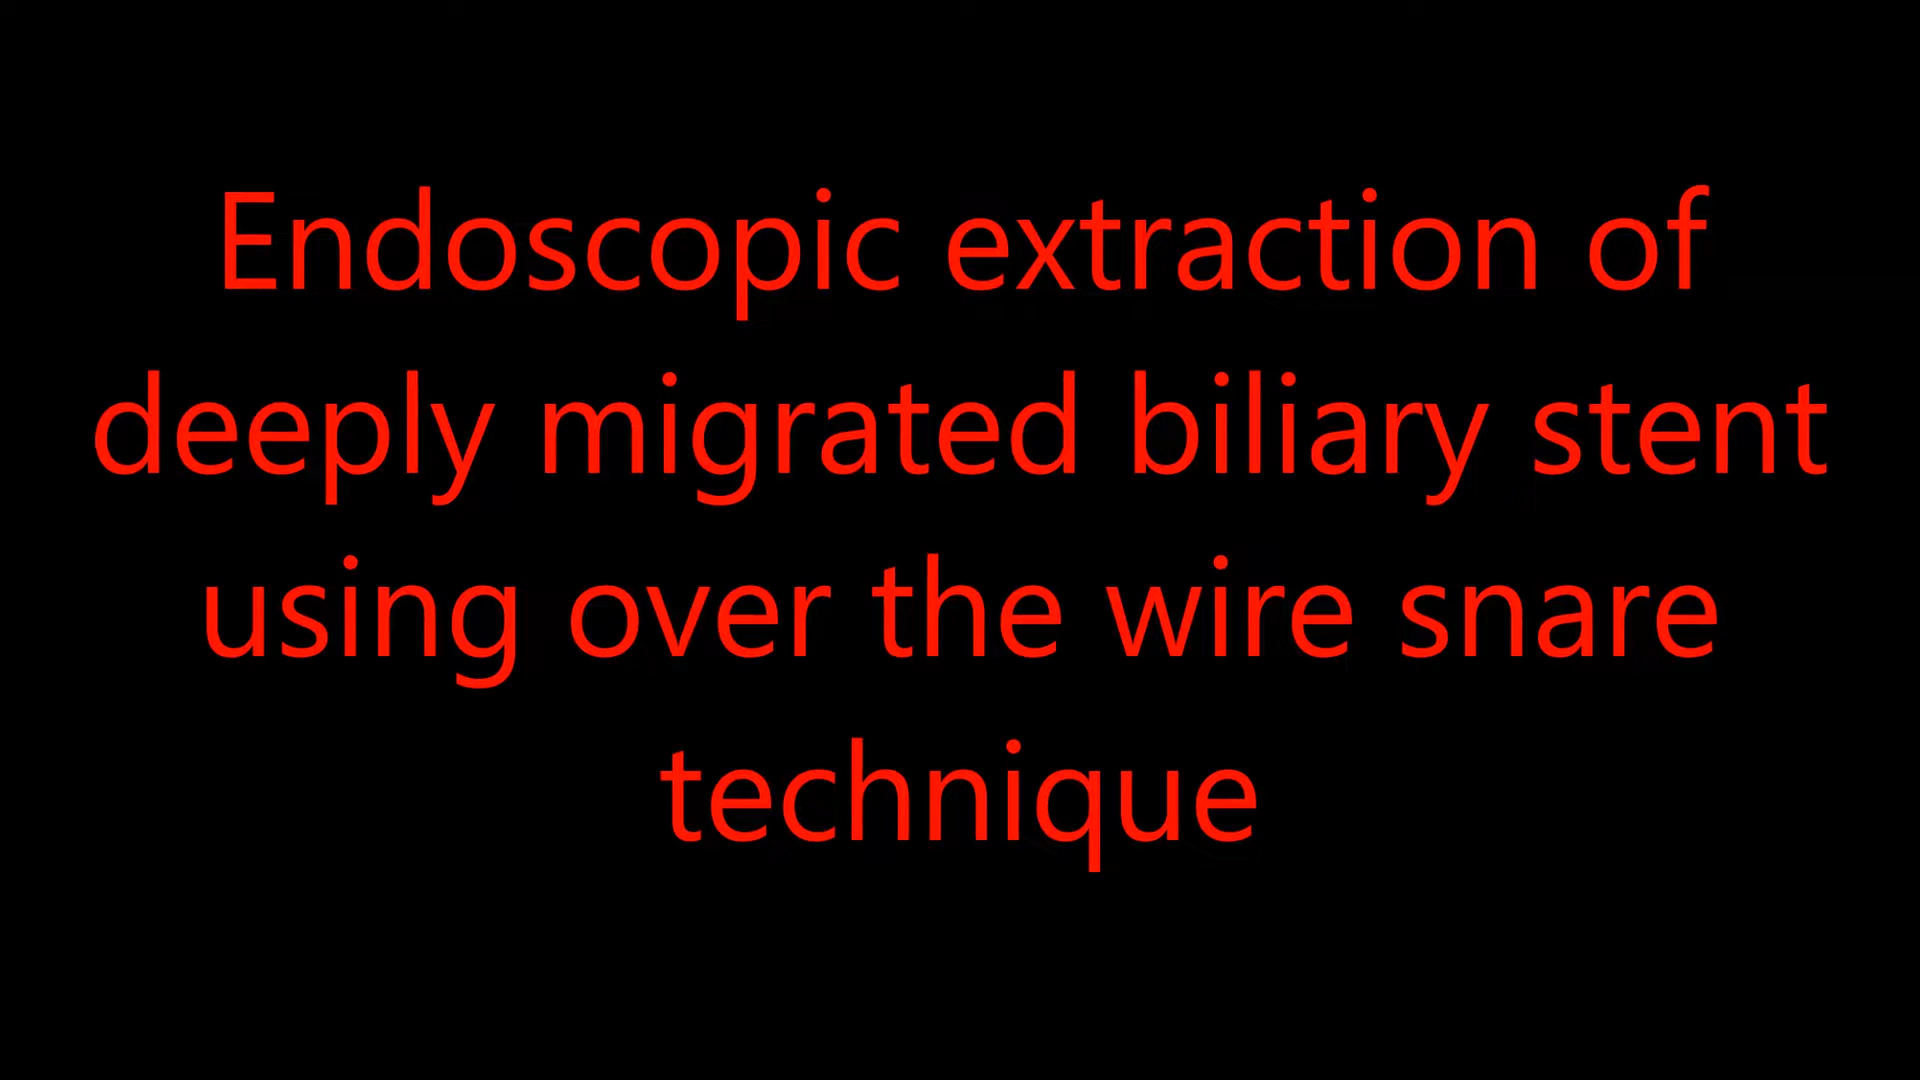 Endoscopic extraction of
deeply migrated biliary stent
using over the wire snare
technique